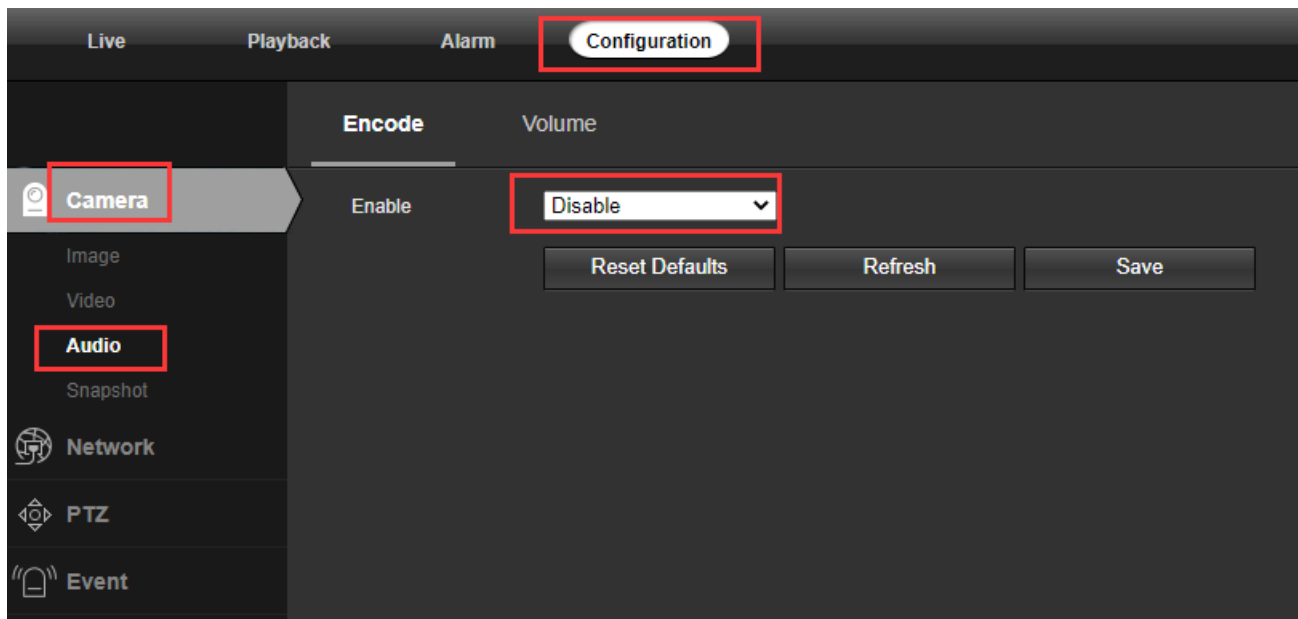 Live Playback Alarm Configuration
Encode Volume
Camera
Enable Disable
Image
Reset Defaults Refresh Save
Video
Audio
Snapshot
Network
PTZ
Event